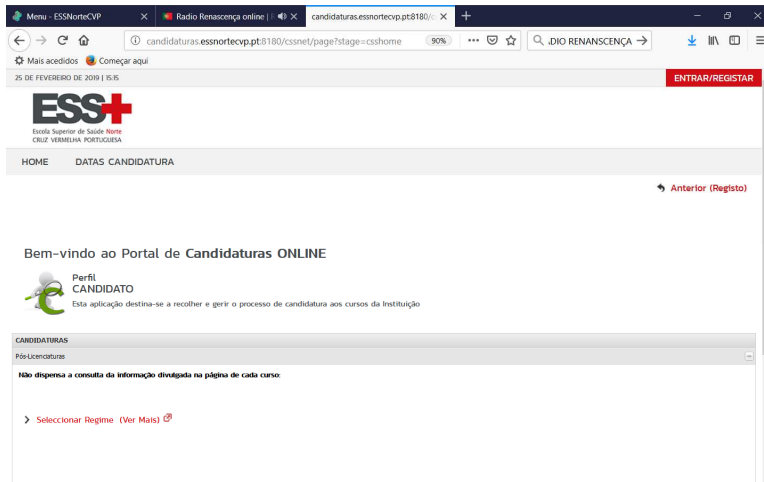 Menu - ESSNorteCVP
Radio Renascença online | R
candidaturas.essnortecvp.pt:8180/c
candidaturas.essnortecvp.pt:8180/cssnet/page?stage=csshome
90%
.DIO RENANSCENÇA
Mais acedidos
Começar aqui
25 DE FEVEREIRO DE 2019 | 15:15
ENTRAR/REGISTAR
ESS+
Escola Superior de Saúde Norte
CRUZ VERMELHA PORTUGUESA
HOME
DATAS CANDIDATURA
Anterior (Registo)
Bem-vindo ao Portal de Candidaturas ONLINE
Perfil
CANDIDATO
Esta aplicação destina-se a recolher e gerir o processo de candidatura aos cursos da Instituição
CANDIDATURAS
Pós-Licenciaturas
Não dispensa a consulta da informação divulgada na página de cada curso:
Seleccionar Regime (Ver Mais)